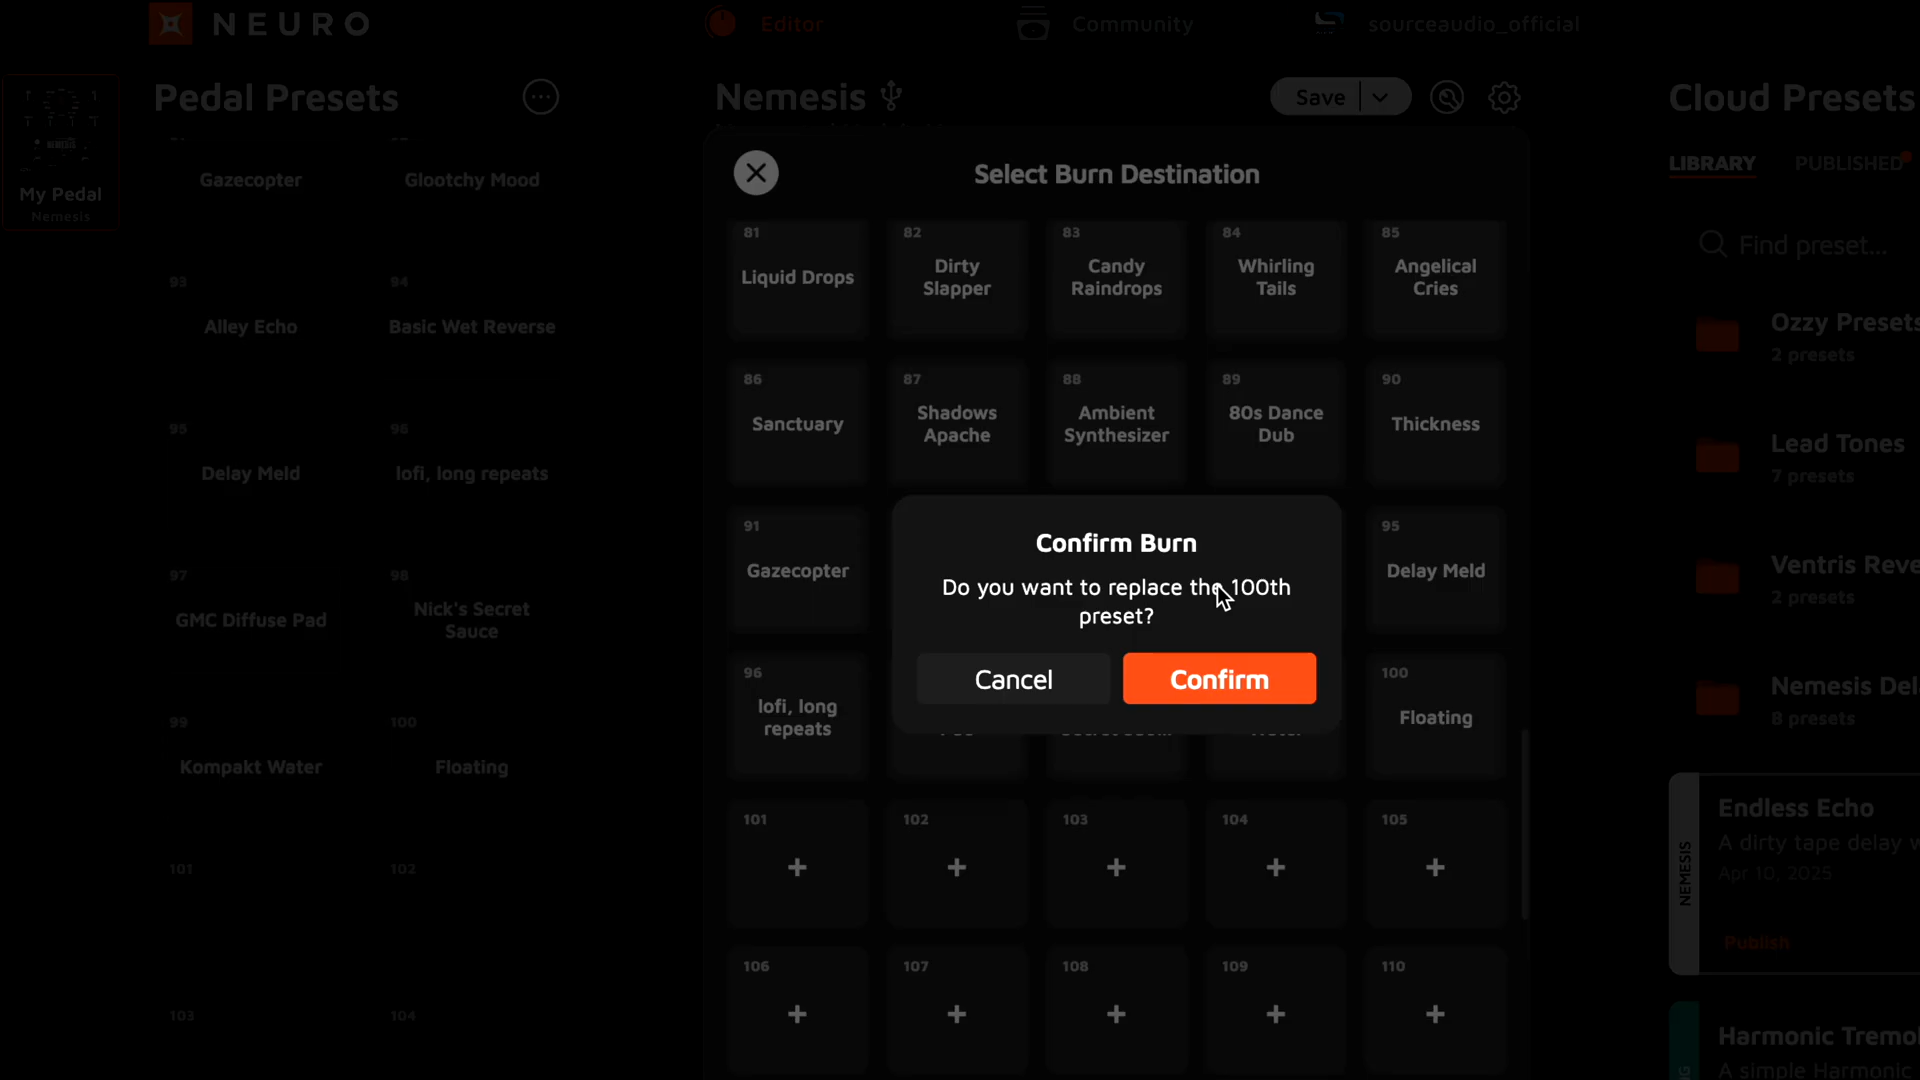 NEURO
Editor
Community
sourceaudio_official
Pedal Presets
Nemesis
Save
Cloud Presets
My Pedal
Nemesis
Gazecopter
Glootchy Mood
93
Alley Echo
94
Basic Wet Reverse
95
Delay Meld
96
lofi, long repeats
97
GMC Diffuse Pad
98
Nick's Secret
Sauce
99
Kompakt Water
100
Floating
101
102
103
104
Select Burn Destination
81
Liquid Drops
82
Dirty
Slapper
83
Candy
Raindrops
84
Whirling
Tails
85
Angelical
Cries
86
Sanctuary
87
Shadows
Apache
88
Ambient
Synthesizer
89
80s Dance
Dub
90
Thickness
91
Gazecopter
95
Delay Meld
96
lofi, long
repeats
100
Floating
101
+
102
+
103
+
104
+
105
+
106
+
107
+
108
+
109
+
110
+
Confirm Burn
Do you want to replace the 100th
preset?
Cancel
Confirm
LIBRARY
PUBLISHED
Find preset...
Ozzy Presets
2 presets
Lead Tones
7 presets
Ventris Reve
2 presets
Nemesis Del
8 presets
NEMESIS
Endless Echo
A dirty tape delay w
Apr 10, 2025
Publish
Harmonic Tremol
A simple Harmonic